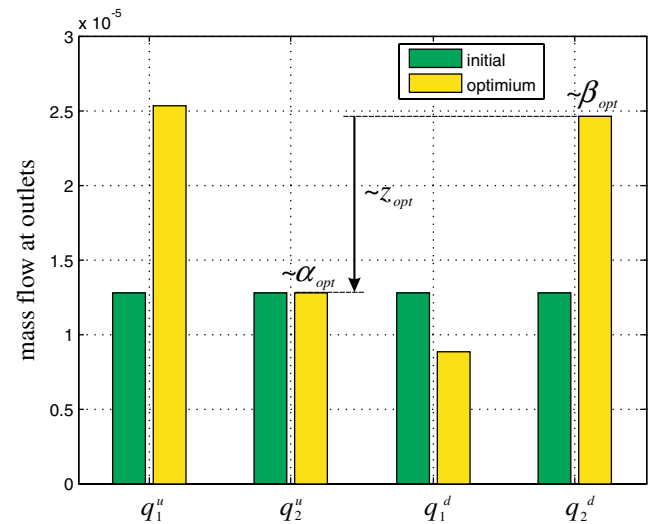 x 10^-5
3
2.5
2
1.5
1
0.5
0
mass flow at outlets
initial
optimium
~β_opt
~z_opt
~α_opt
q_1^u q_2^u q_1^d q_2^d